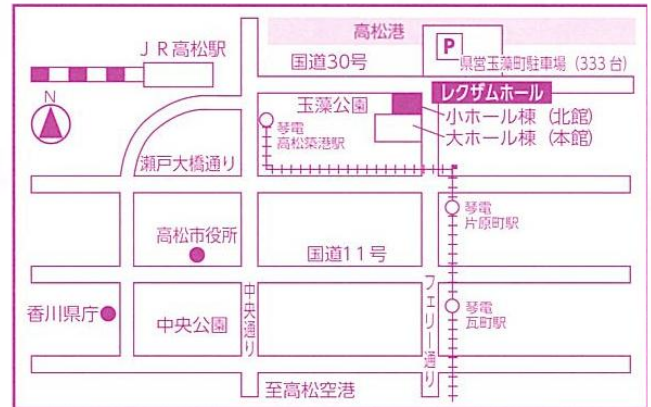 高松港
JR高松駅
国道30号
P
県営玉藻町駐車場(333台)
N
玉藻公園
レクザムホール
小ホール棟(北館)
大ホール棟(本館)
琴電
高松築港駅
瀬戸大橋通り
琴電
片原町駅
高松市役所
国道11号
香川県庁
中央公園
中央通り
フェリー通り
琴電
瓦町駅
至高松空港